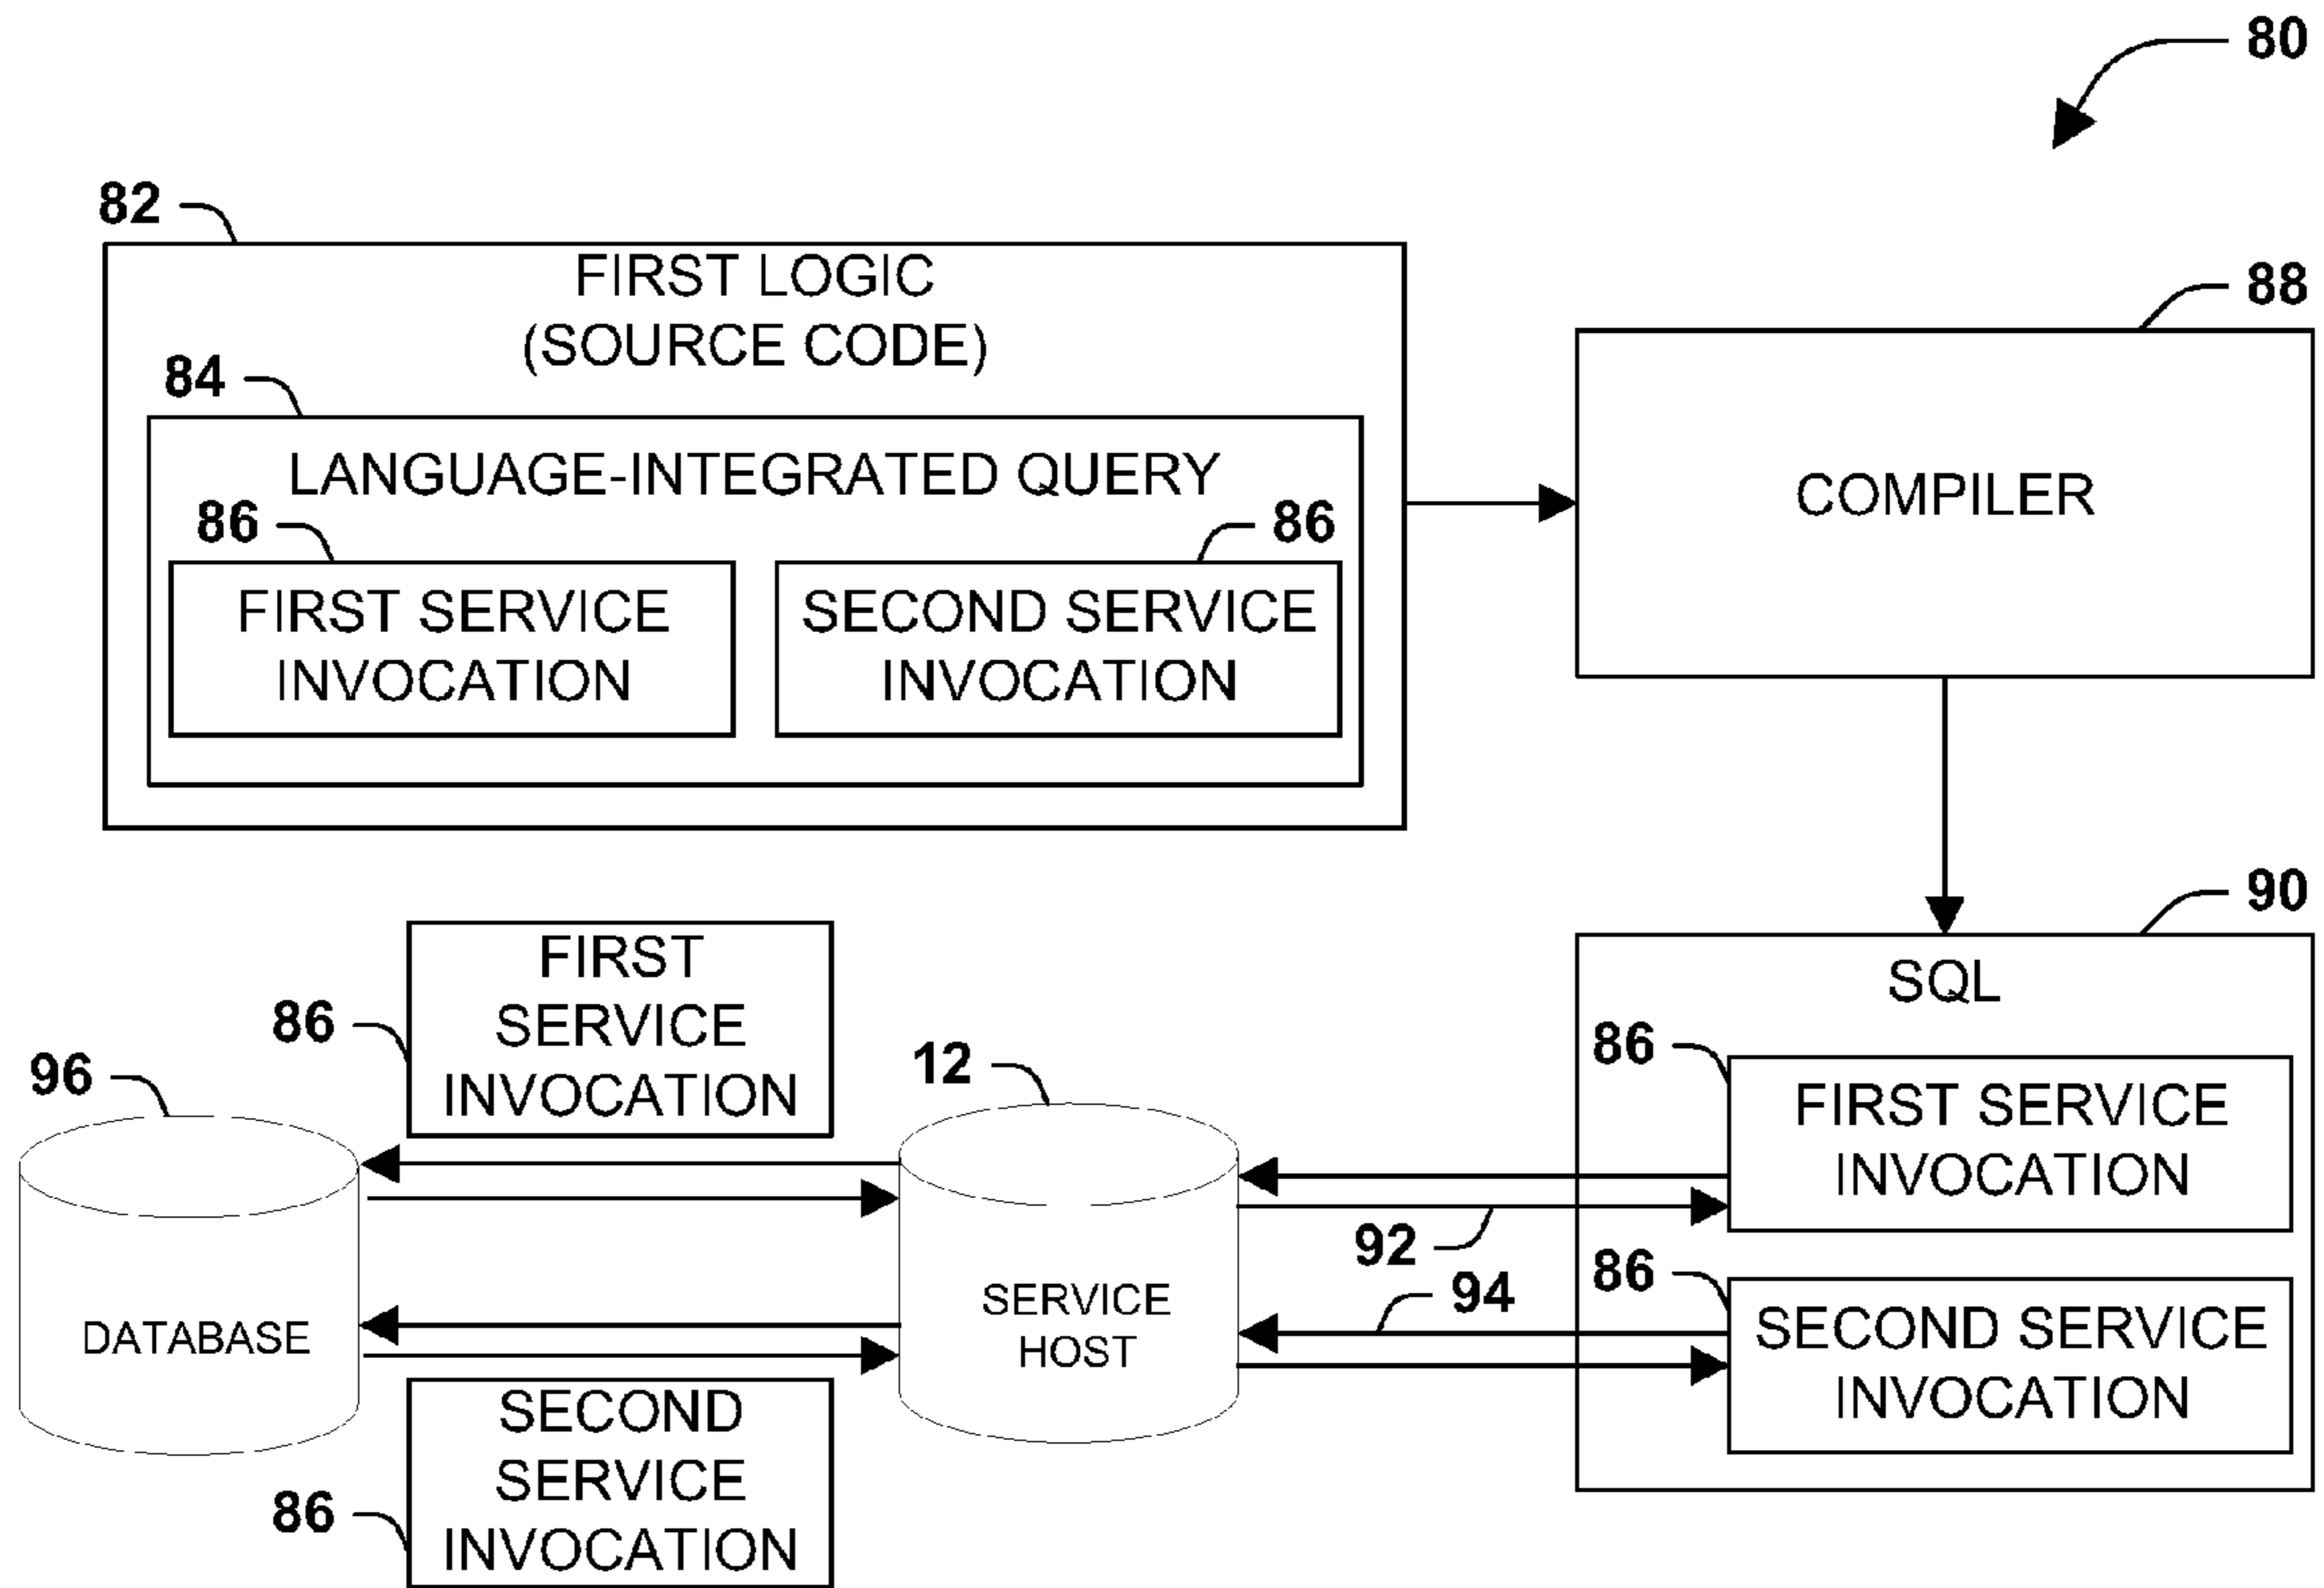 80
82
FIRST LOGIC
(SOURCE CODE)
84
LANGUAGE-INTEGRATED QUERY
86
FIRST SERVICE
INVOCATION
86
SECOND SERVICE
INVOCATION
88
COMPILER
90
SQL
86
FIRST SERVICE
INVOCATION
86
SECOND SERVICE
INVOCATION
92
94
12
SERVICE
HOST
86
FIRST
SERVICE
INVOCATION
96
DATABASE
86
SECOND
SERVICE
INVOCATION